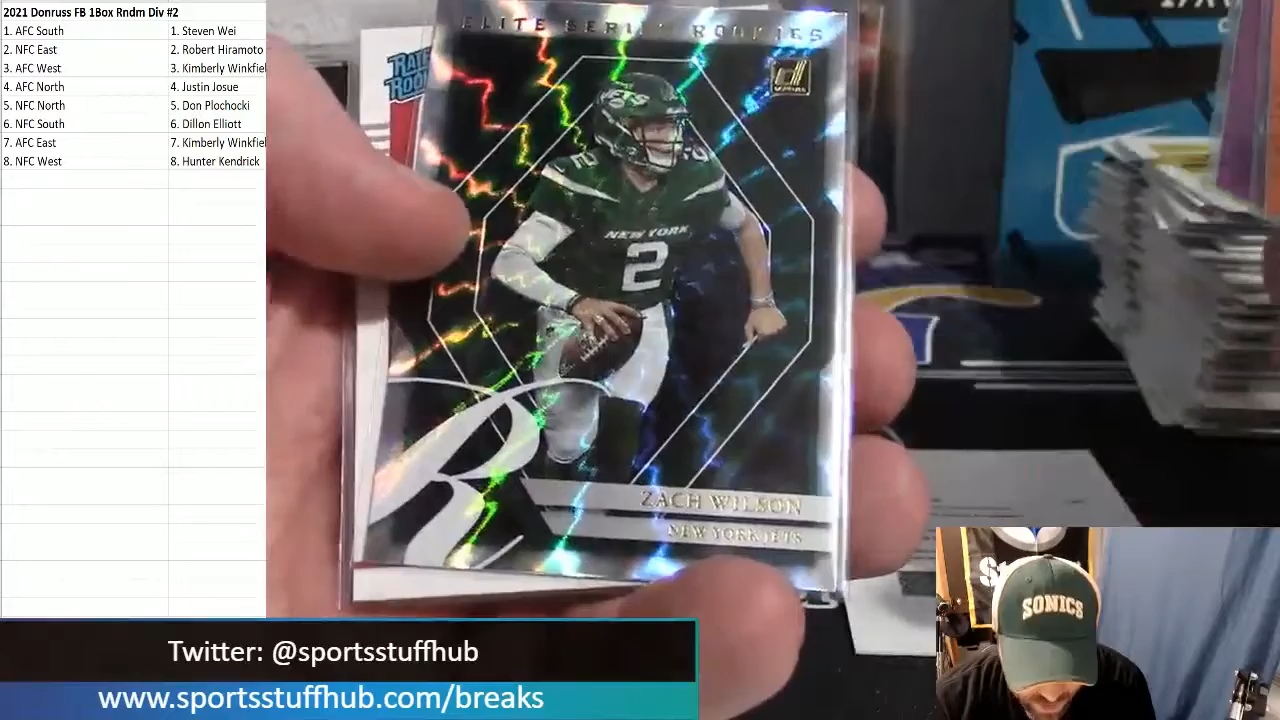 2021 Donruss FB 1Box Rndm Div #2
1. AFC South 1. Steven Wei
2. NFC East 2. Robert Hiramoto
3. AFC West 3. Kimberly Winkfiel
4. AFC North 4. Justin Josue
5. NFC North 5. Don Plochocki
6. NFC South 6. Dillon Elliott
7. AFC East 7. Kimberly Winkfiel
8. NFC West 8. Hunter Kendrick
ELITE SERIES ROOKIES
RATED
ROOK
NEW YORK
2
2
R
ZACH WILSON
NEW YORK JETS
SONICS
St
Twitter: @sportsstuffhub
www.sportsstuffhub.com/breaks